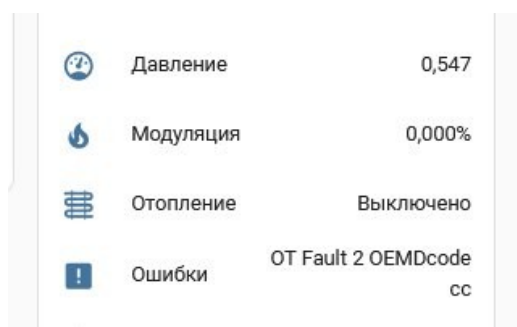 Давление 0,547
Модуляция 0,000%
Отопление Выключено
Ошибки OT Fault 2 OEMDcode
cc